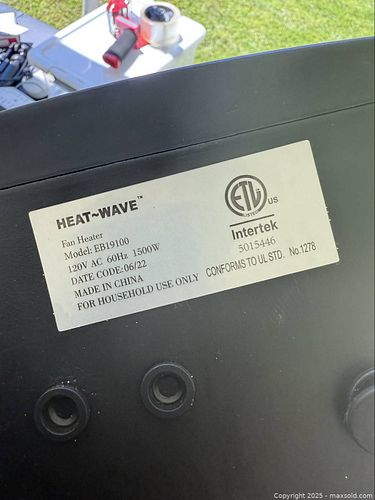 HEAT~WAVE™
Fan Heater
Model: EB19100
120V AC 60Hz 1500W
DATE CODE:06/22
MADE IN CHINA
FOR HOUSEHOLD USE ONLY
ETL
LISTED
US
Intertek
5015446
CONFORMS TO UL STD. No.1278
Copyright 2025 - maxsold.com